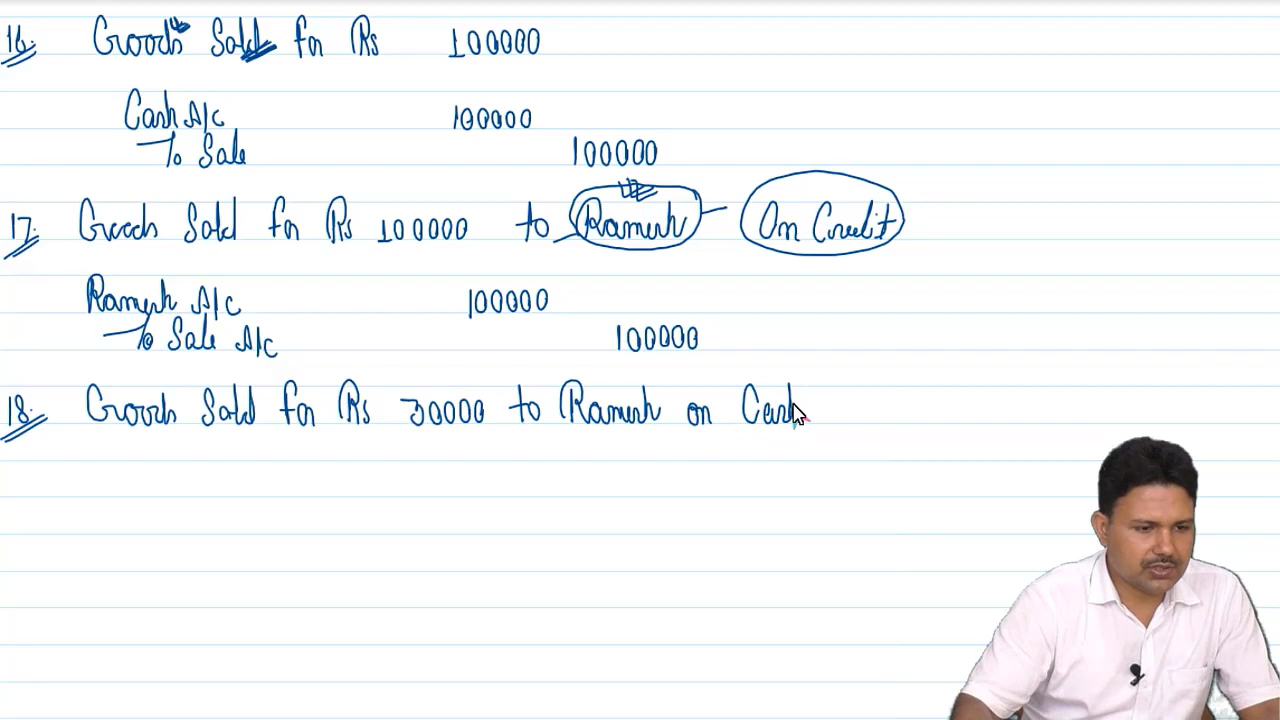 16. Goods Sold for Rs 100000
Cash A/c 100000
To Sale 100000
17. Goods Sold for Rs 100000 to Ramesh - On Credit
Ramesh A/c 100000
To Sale A/c 100000
18. Goods Sold for Rs 30000 to Ramesh on Cash